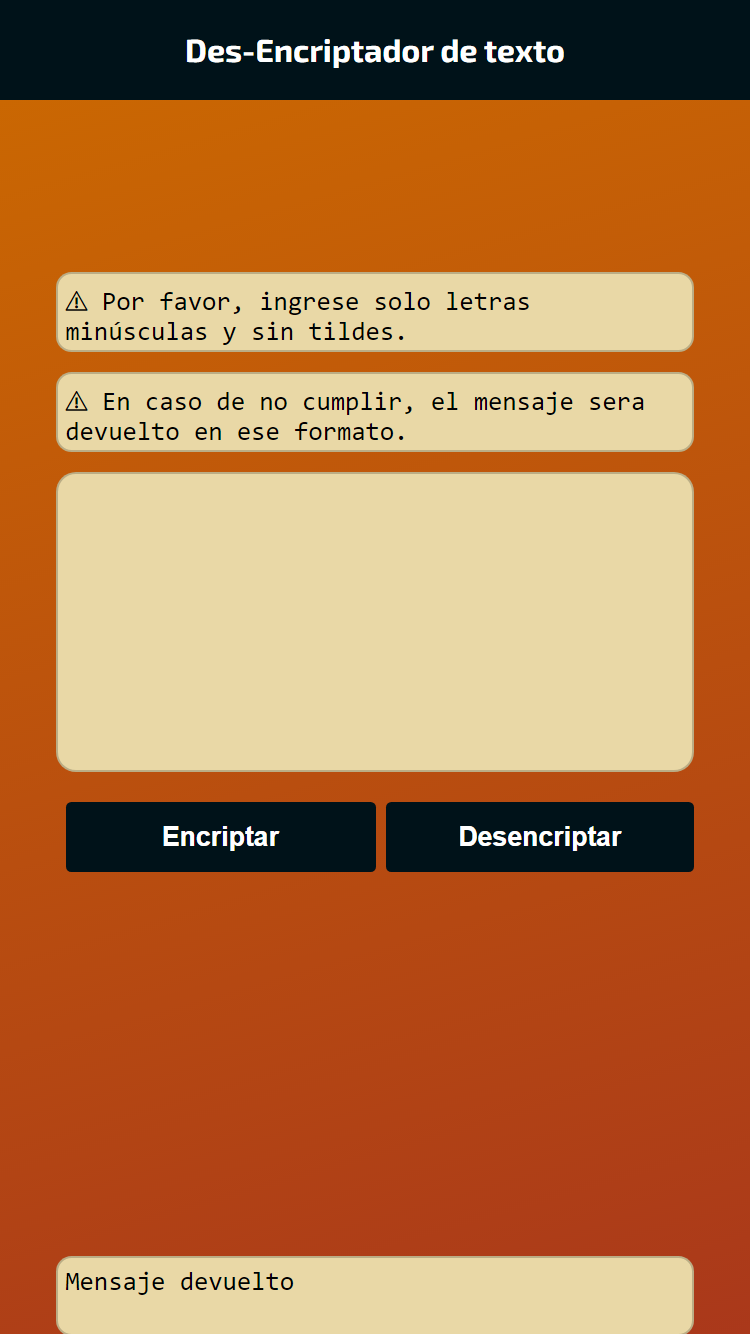 Des-Encriptador de texto
⚠ Por favor, ingrese solo letras
minúsculas y sin tildes.
⚠ En caso de no cumplir, el mensaje sera
devuelto en ese formato.
Encriptar
Desencriptar
Mensaje devuelto